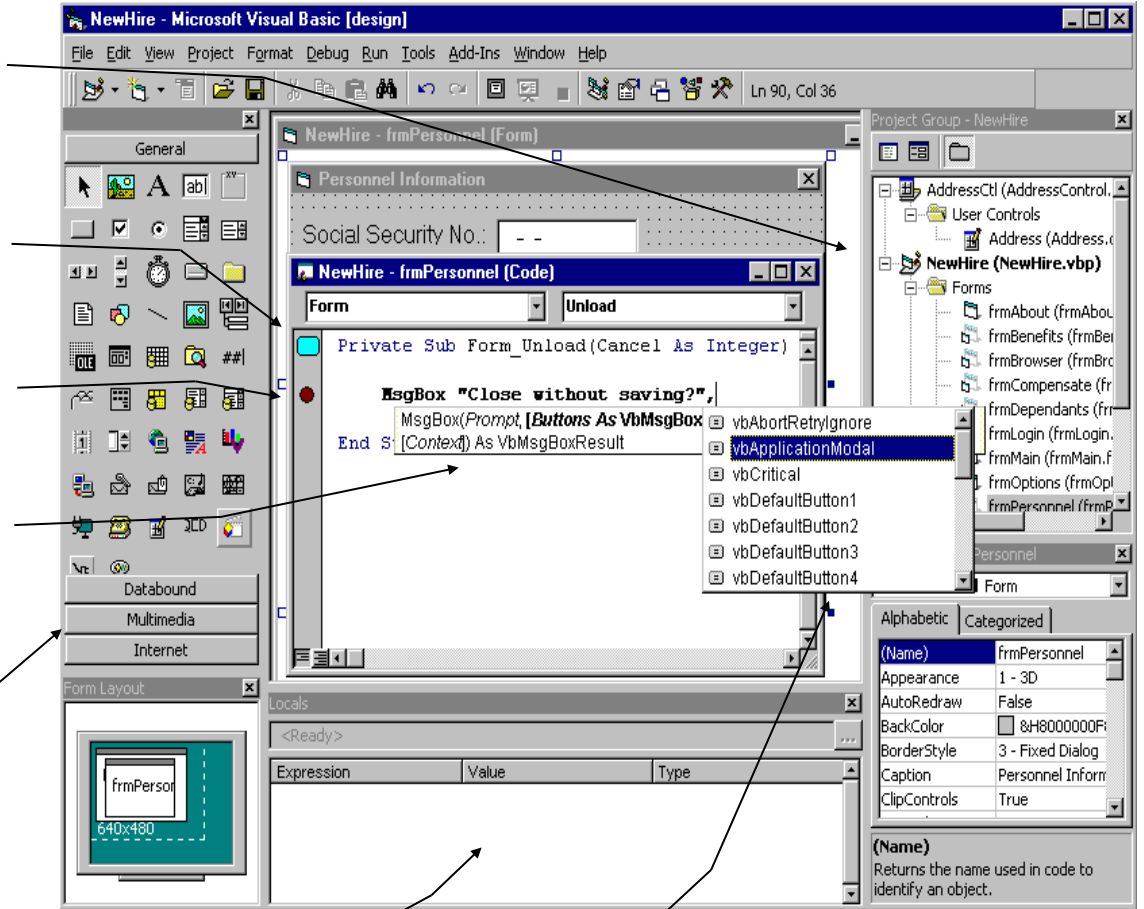 NewHire - Microsoft Visual Basic [design]
File Edit View Project Format Debug Run Tools Add-Ins Window Help
Ln 90, Col 36
General
A
ab|
XY
OLE
##|
Databound
Multimedia
Internet
Form Layout
frmPerson
640x480
NewHire - frmPersonnel (Form)
Personnel Information
Social Security No.: _ _
NewHire - frmPersonnel (Code)
Form
Unload
Private Sub Form_Unload(Cancel As Integer)
MsgBox "Close without saving?",
MsgBox(Prompt, [Buttons As VbMsgBox
End S
[Context]) As VbMsgBoxResult
vbAbortRetryIgnore
vbApplicationModal
vbCritical
vbDefaultButton1
vbDefaultButton2
vbDefaultButton3
vbDefaultButton4
Locals
<Ready>
...
Expression Value Type
Project Group - NewHire
AddressCtl (AddressControl.
User Controls
Address (Address.c
NewHire (NewHire.vbp)
Forms
frmAbout (frmAbou
frmBenefits (frmBer
frmBrowser (frmBro
frmCompensate (fr
frmDependants (frm
frmLogin (frmLogin.
frmMain (frmMain.f
frmOptions (frmOpt
frmPersonnel (frmP
Personnel
Form
Alphabetic Categorized
(Name) frmPersonnel
Appearance 1 - 3D
AutoRedraw False
BackColor &H8000000F&
BorderStyle 3 - Fixed Dialog
Caption Personnel Inform
ClipControls True
(Name)
Returns the name used in code to
identify an object.